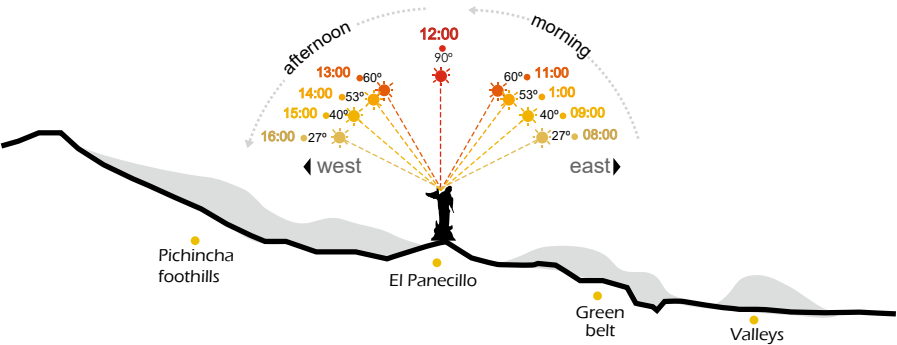 afternoon
morning
12:00
90º
13:00
60º
60º
11:00
14:00
53º
53º
1:00
15:00
40º
40º
09:00
16:00
27º
27º
08:00
west
east
Pichincha
foothills
El Panecillo
Green
belt
Valleys